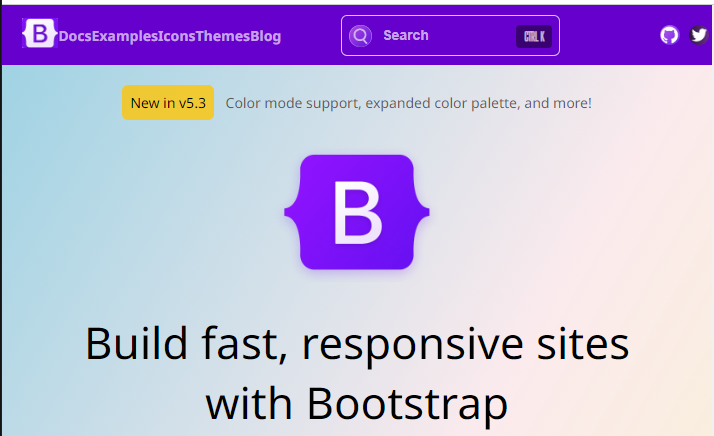 B DocsExamplesIconsThemesBlog Search CTRL K
New in v5.3 Color mode support, expanded color palette, and more!
B
Build fast, responsive sites
with Bootstrap